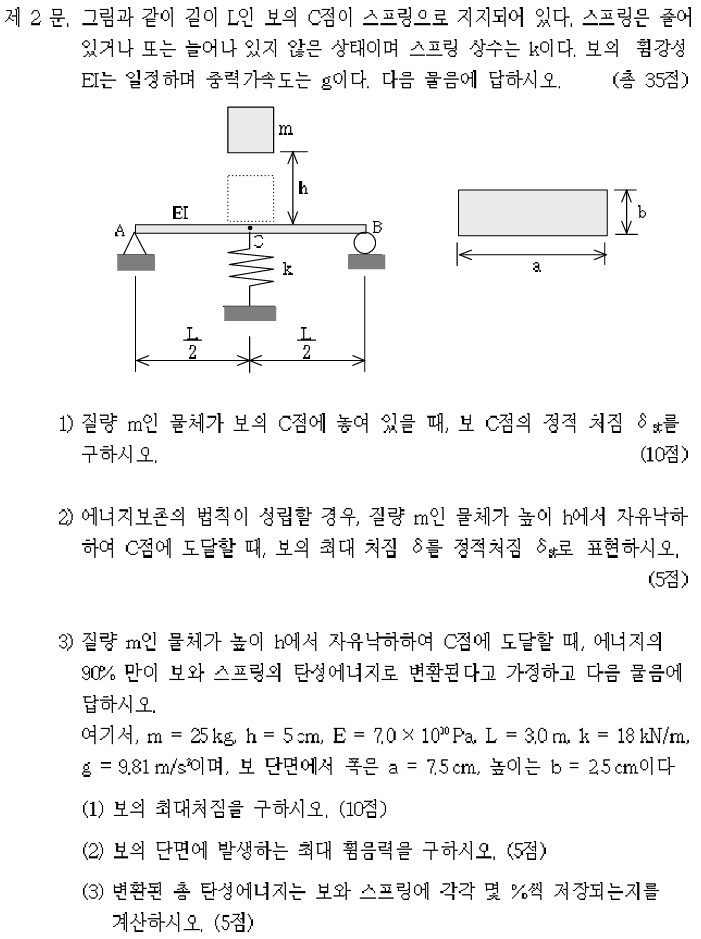 제 2 문. 그림과 같이 길이 L인 보의 C점이 스프링으로 지지되어 있다. 스프링은 줄어
있거나 또는 늘어나 있지 않은 상태이며 스프링 상수는 k이다. 보의 휨강성
EI는 일정하며 중력가속도는 g이다. 다음 물음에 답하시오. (총 35점)
m
h
EI
A
B
C
k
b
a
L/2
L/2
1) 질량 m인 물체가 보의 C점에 놓여 있을 때, 보 C점의 정적 처짐 δst를
구하시오. (10점)
2) 에너지보존의 법칙이 성립할 경우, 질량 m인 물체가 높이 h에서 자유낙하
하여 C점에 도달할 때, 보의 최대 처짐 δ를 정적처짐 δst로 표현하시오.
(5점)
3) 질량 m인 물체가 높이 h에서 자유낙하하여 C점에 도달할 때, 에너지의
90% 만이 보와 스프링의 탄성에너지로 변환된다고 가정하고 다음 물음에
답하시오.
여기서, m = 25 kg, h = 5 cm, E = 7.0 × 10¹⁰ Pa, L = 3.0 m, k = 18 kN/m,
g = 9.81 m/s²이며, 보 단면에서 폭은 a = 7.5 cm, 높이는 b = 2.5 cm이다
(1) 보의 최대처짐을 구하시오. (10점)
(2) 보의 단면에 발생하는 최대 휨응력을 구하시오. (5점)
(3) 변환된 총 탄성에너지는 보와 스프링에 각각 몇 %씩 저장되는지를
계산하시오. (5점)